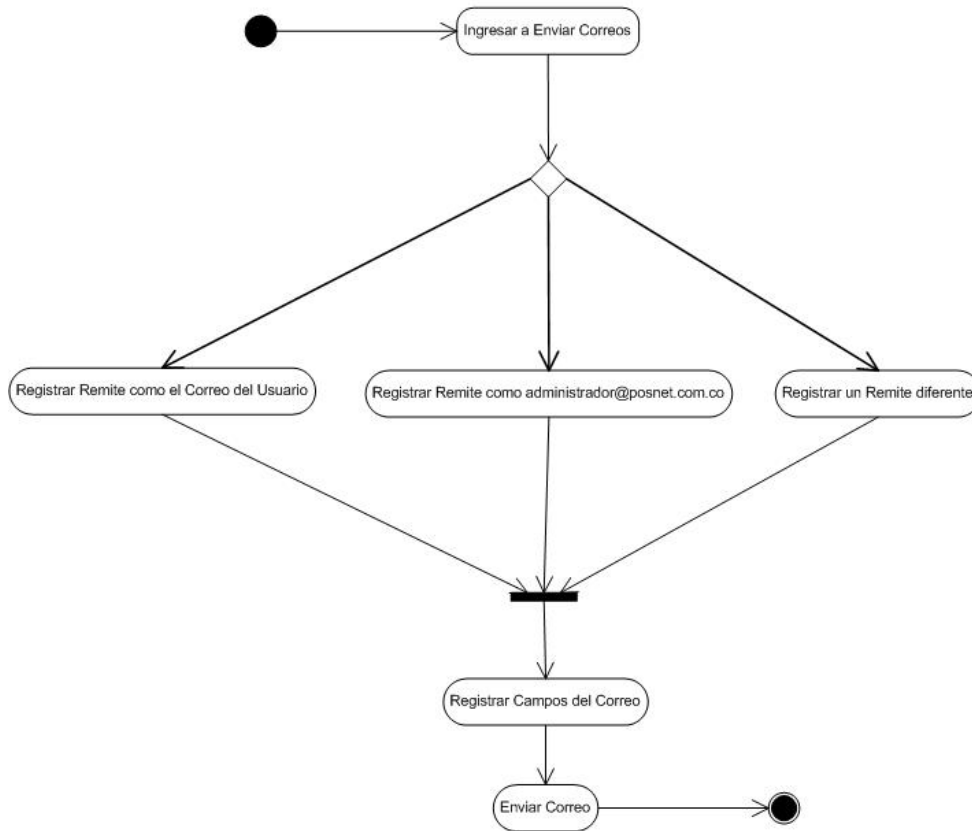 Ingresar a Enviar Correos
Registrar Remite como el Correo del Usuario
Registrar Remite como administrador@posnet.com.co
Registrar un Remite diferente
Registrar Campos del Correo
Enviar Correo